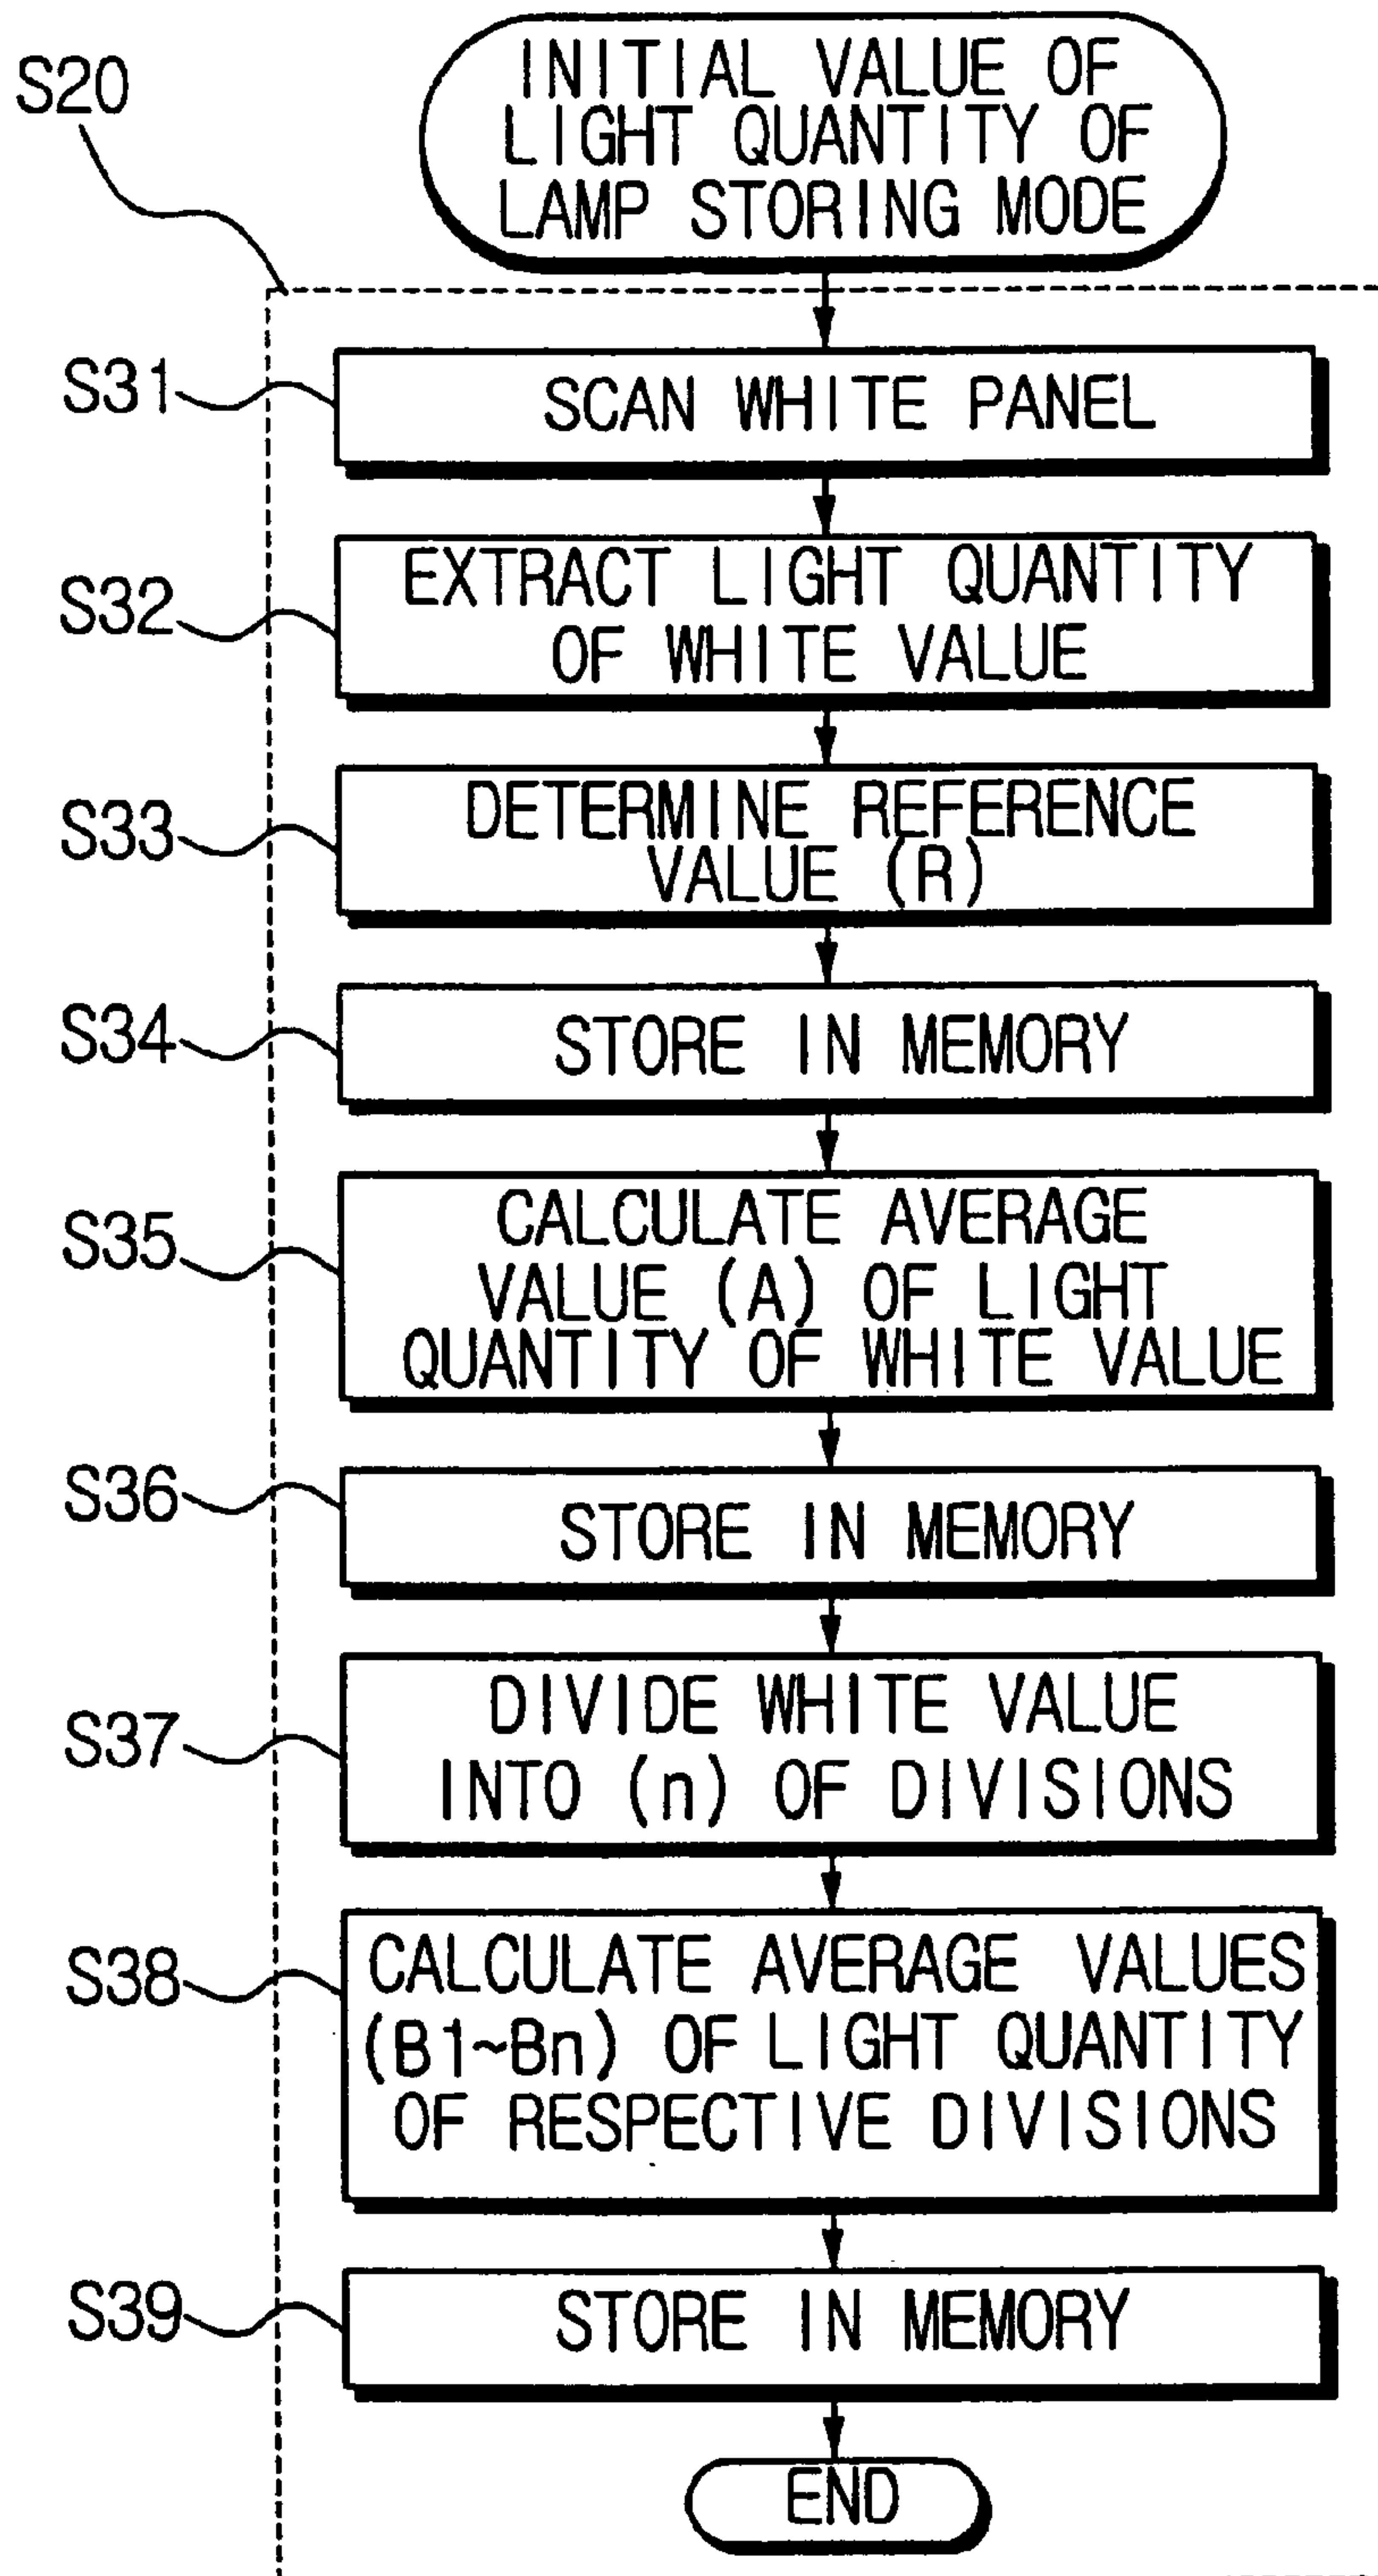 S20
INITIAL VALUE OF
LIGHT QUANTITY OF
LAMP STORING MODE
S31
SCAN WHITE PANEL
S32
EXTRACT LIGHT QUANTITY
OF WHITE VALUE
S33
DETERMINE REFERENCE
VALUE (R)
S34
STORE IN MEMORY
S35
CALCULATE AVERAGE
VALUE (A) OF LIGHT
QUANTITY OF WHITE VALUE
S36
STORE IN MEMORY
S37
DIVIDE WHITE VALUE
INTO (n) OF DIVISIONS
S38
CALCULATE AVERAGE VALUES
(B1~Bn) OF LIGHT QUANTITY
OF RESPECTIVE DIVISIONS
S39
STORE IN MEMORY
END